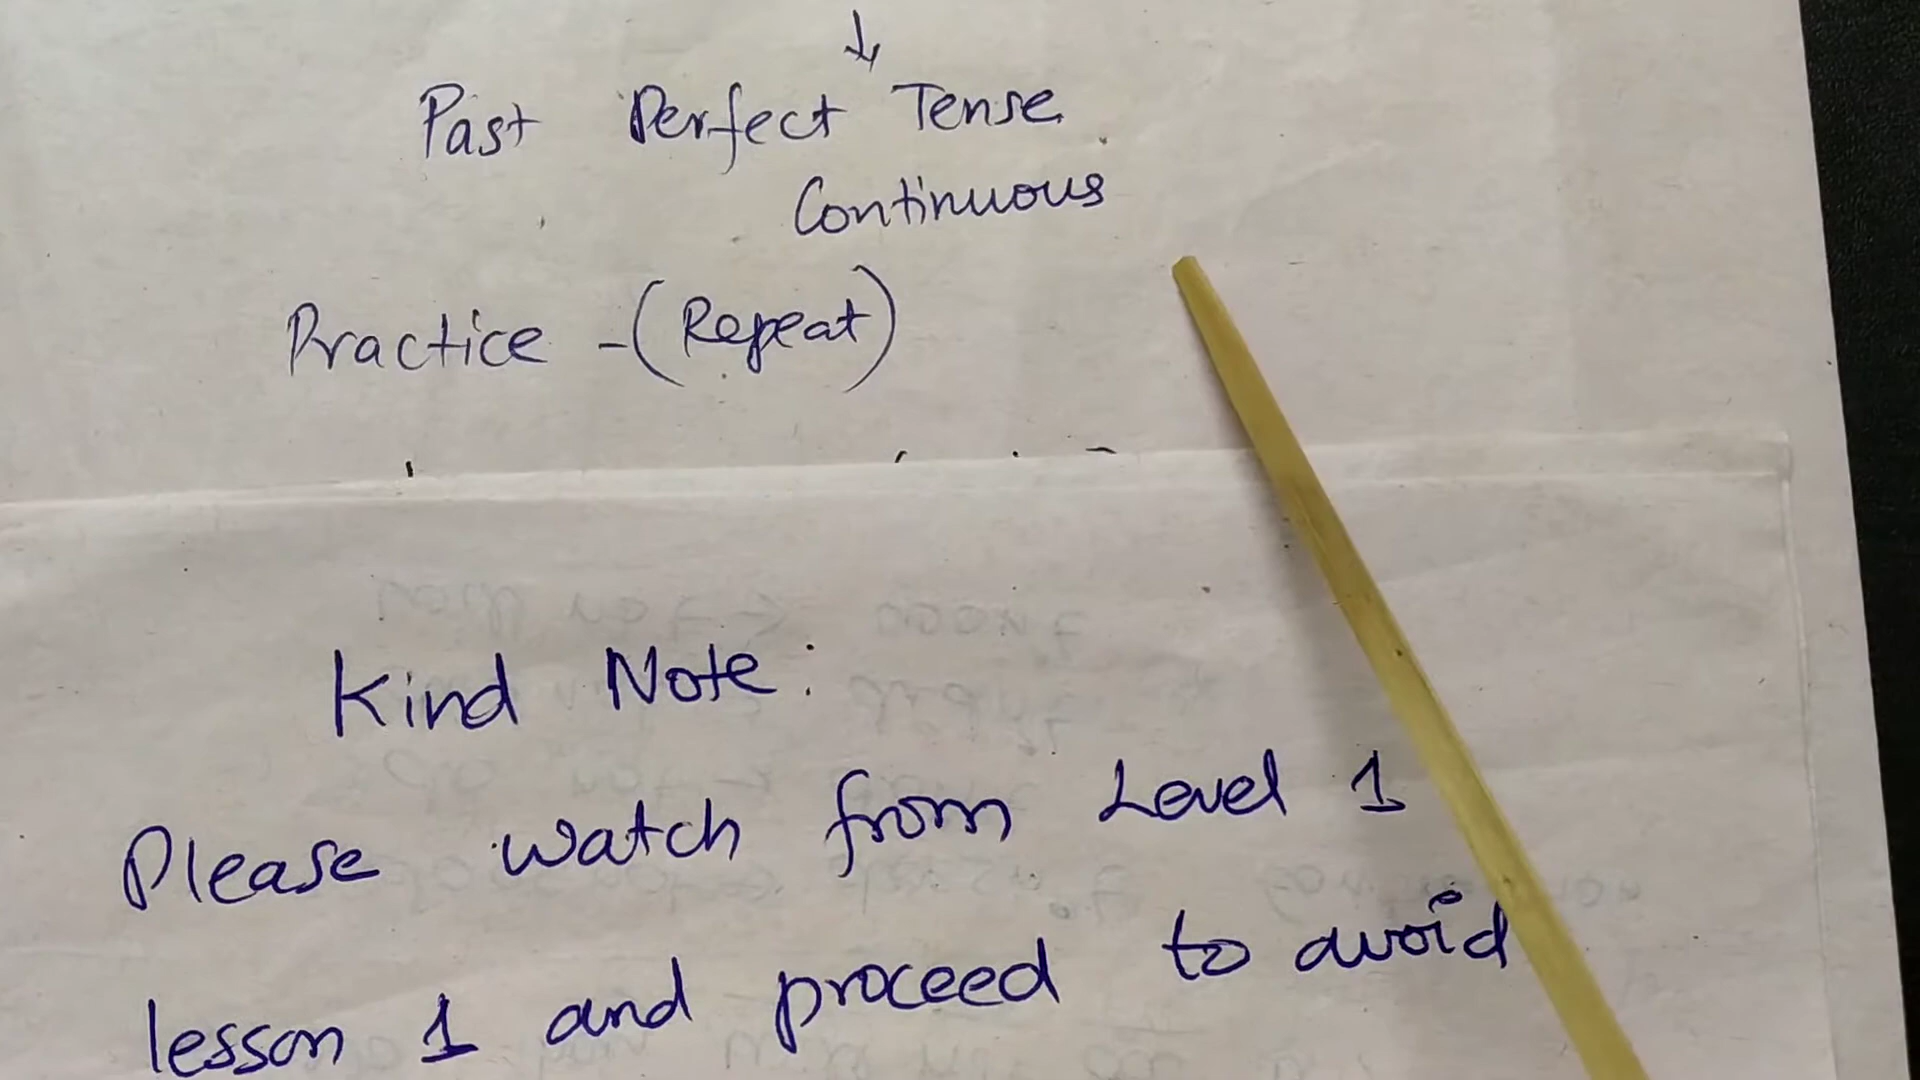 ↓
Past Perfect Tense
Continuous
Practice - (Repeat)
Kind Note:
Please watch from Level 1
lesson 1 and proceed to avoid